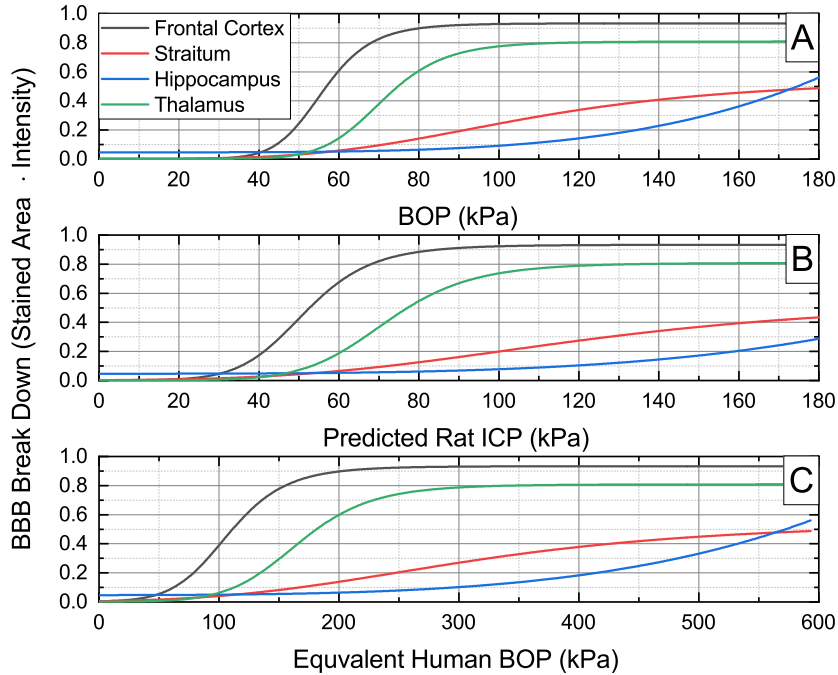 BBB Break Down (Stained Area · Intensity)
1.0
0.8
0.6
0.4
0.2
0.0
Frontal Cortex
Straitum
Hippocampus
Thalamus
A
0 20 40 60 80 100 120 140 160 180
BOP (kPa)
1.0
0.8
0.6
0.4
0.2
0.0
B
0 20 40 60 80 100 120 140 160 180
Predicted Rat ICP (kPa)
1.0
0.8
0.6
0.4
0.2
0.0
C
0 100 200 300 400 500 600
Equvalent Human BOP (kPa)